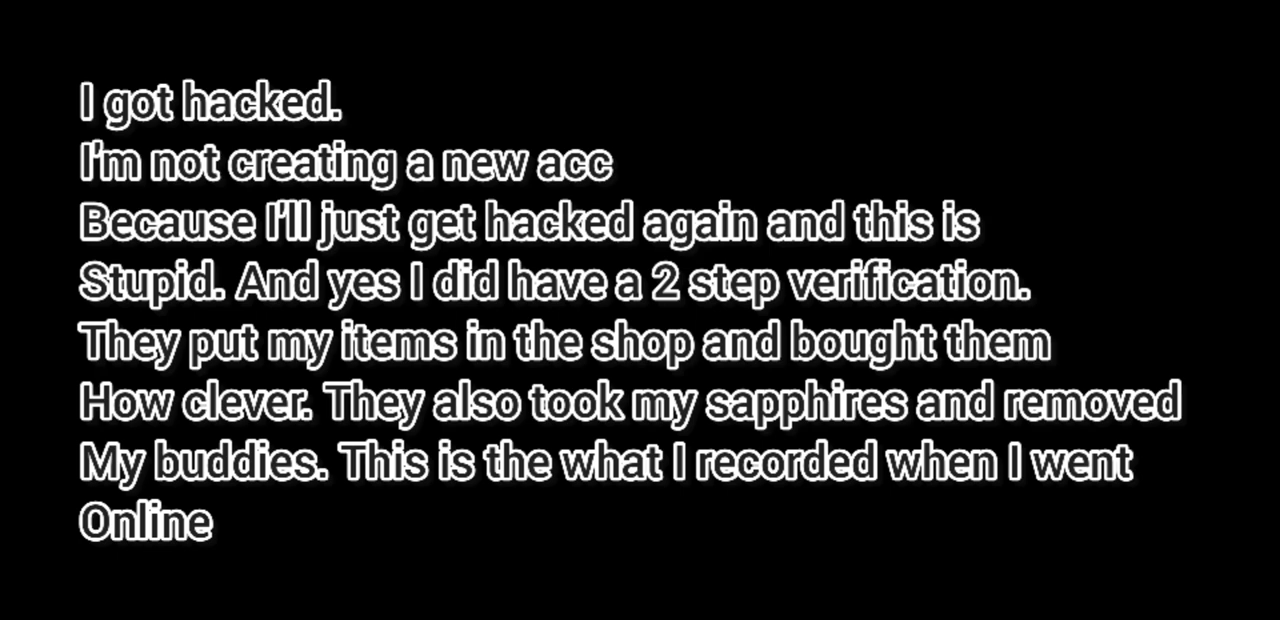 I got hacked.
I'm not creating a new acc
Because I'll just get hacked again and this is
Stupid. And yes I did have a 2 step verification.
They put my items in the shop and bought them
How clever. They also took my sapphires and removed
My buddies. This is the what I recorded when I went
Online